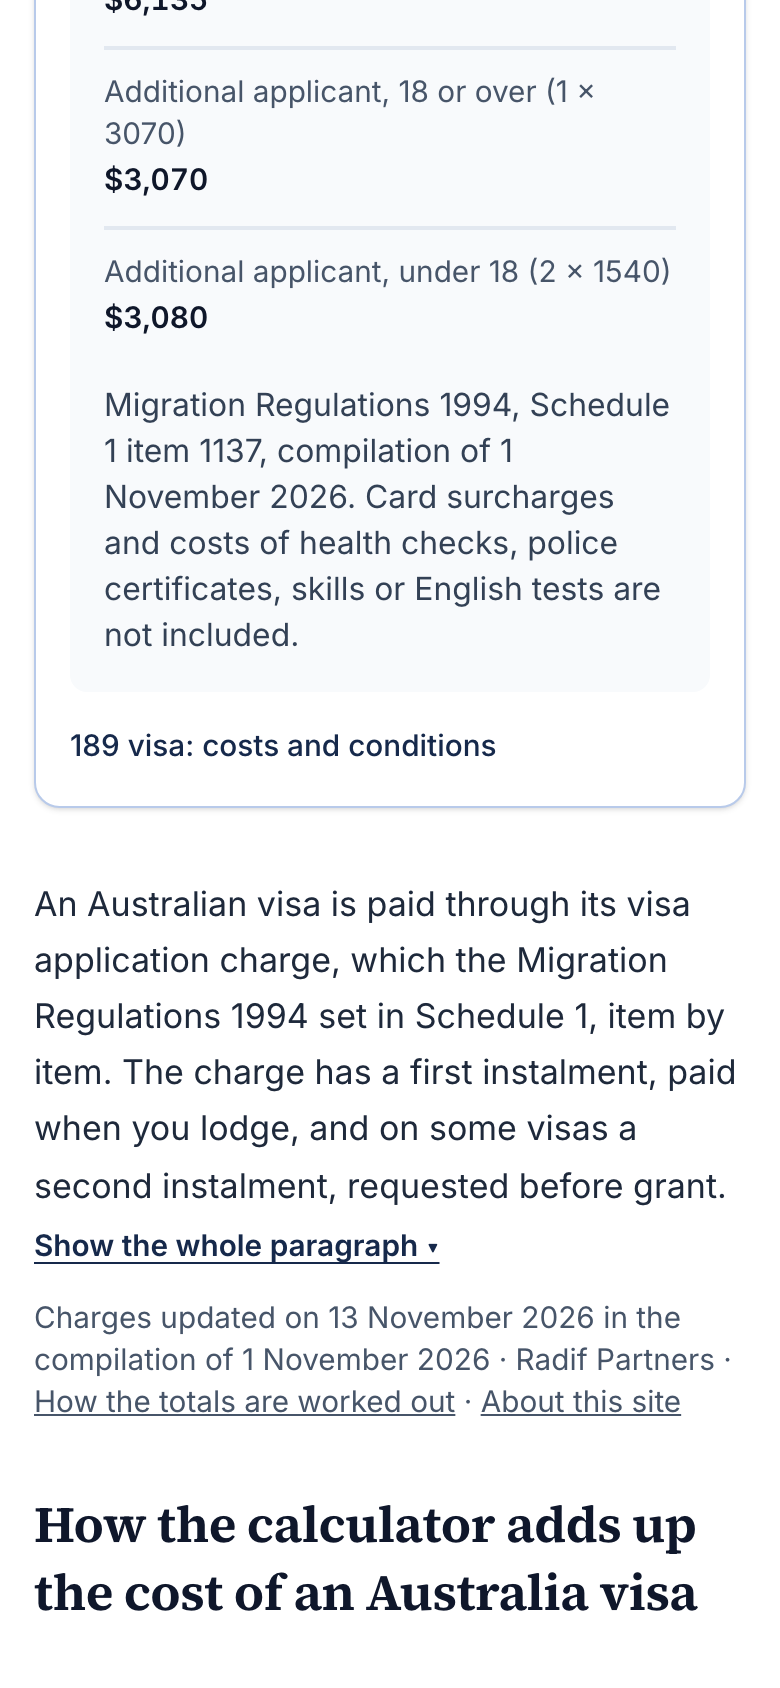 $6,135
Additional applicant, 18 or over (1 ×
3070)
$3,070
Additional applicant, under 18 (2 × 1540)
$3,080
Migration Regulations 1994, Schedule
1 item 1137, compilation of 1
November 2026. Card surcharges
and costs of health checks, police
certificates, skills or English tests are
not included.
189 visa: costs and conditions
An Australian visa is paid through its visa
application charge, which the Migration
Regulations 1994 set in Schedule 1, item by
item. The charge has a first instalment, paid
when you lodge, and on some visas a
second instalment, requested before grant.
Show the whole paragraph ▾
Charges updated on 13 November 2026 in the
compilation of 1 November 2026 · Radif Partners ·
How the totals are worked out · About this site
How the calculator adds up
the cost of an Australia visa